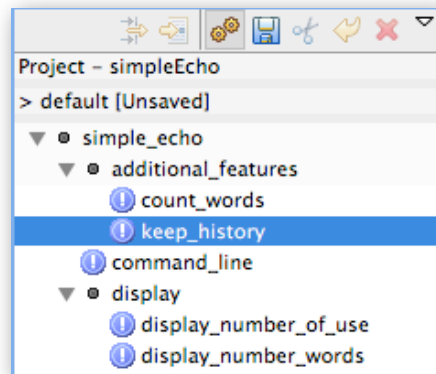 Project – simpleEcho
> default [Unsaved]
simple_echo
additional_features
count_words
keep_history
command_line
display
display_number_of_use
display_number_words